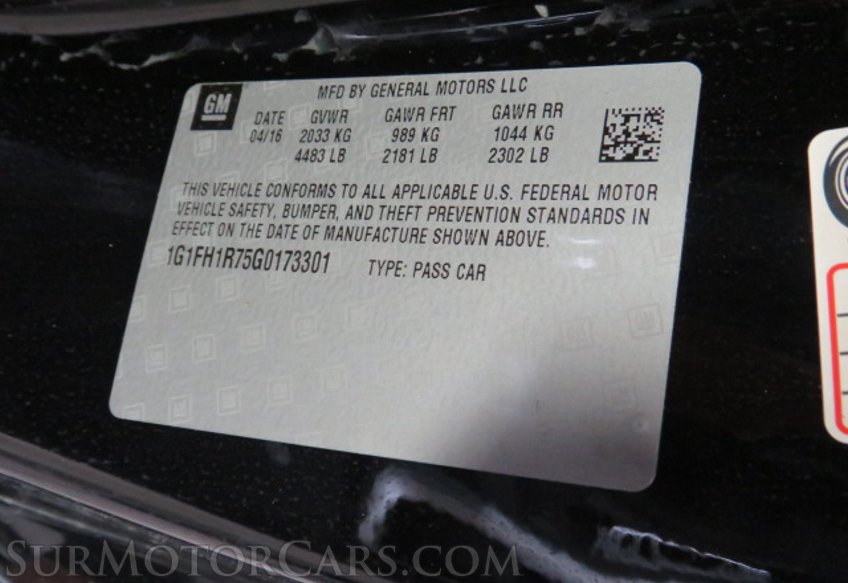 GM
MFD BY GENERAL MOTORS LLC
DATE GVWR GAWR FRT GAWR RR
04/16 2033 KG 989 KG 1044 KG
4483 LB 2181 LB 2302 LB
THIS VEHICLE CONFORMS TO ALL APPLICABLE U.S. FEDERAL MOTOR
VEHICLE SAFETY, BUMPER, AND THEFT PREVENTION STANDARDS IN
EFFECT ON THE DATE OF MANUFACTURE SHOWN ABOVE.
1G1FH1R75G0173301 TYPE: PASS CAR
SURMOTORCARS.COM